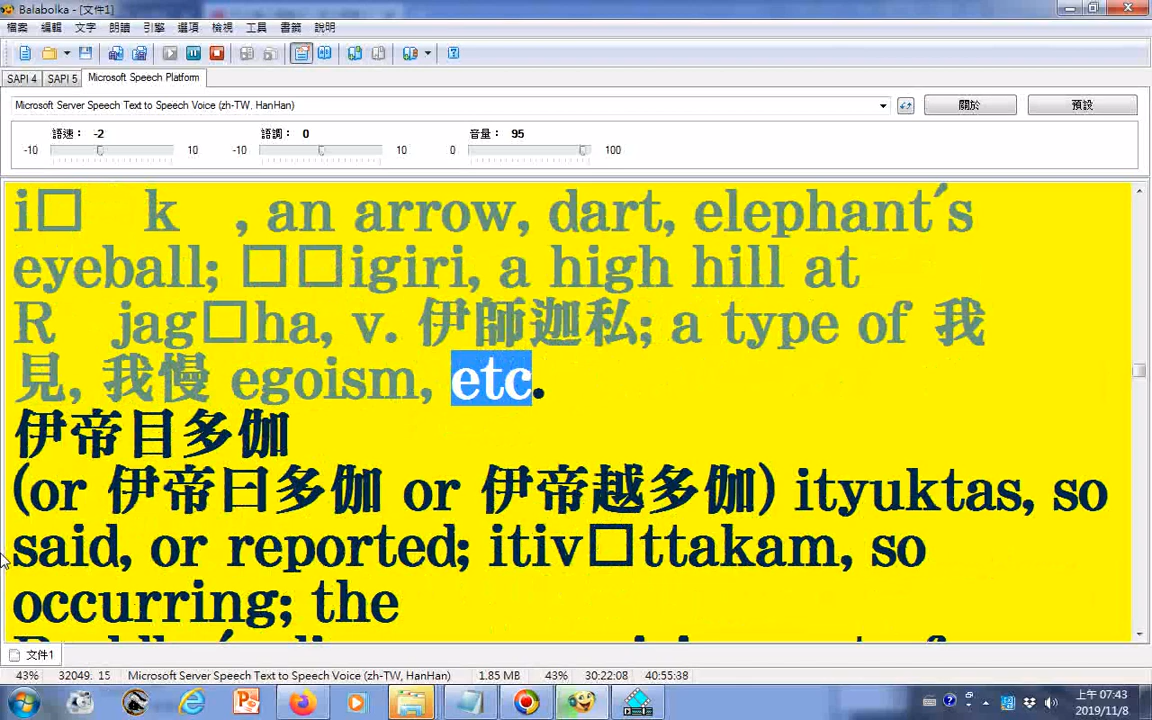 Balabolka - [文件1]
檔案 編輯 文字 朗讀 引擎 選項 檢視 工具 書籤 說明
SAPI 4 SAPI 5 Microsoft Speech Platform
Microsoft Server Speech Text to Speech Voice (zh-TW, HanHan) 關於 預設
語速： -2 語調： 0 音量： 95
-10 10 -10 10 0 100
i□ k , an arrow, dart, elephant's
eyeball; □□igiri, a high hill at
R jag□ha, v. 伊師迦私; a type of 我
見, 我慢 egoism, etc.
伊帝目多伽
(or 伊帝曰多伽 or 伊帝越多伽) ityuktas, so
said, or reported; itiv□ttakam, so
occurring; the
文件1
43% 32049. 15 Microsoft Server Speech Text to Speech Voice (zh-TW, HanHan) 1.85 MB 43% 30:22:08 40:55:38
上午 07:43
2019/11/8